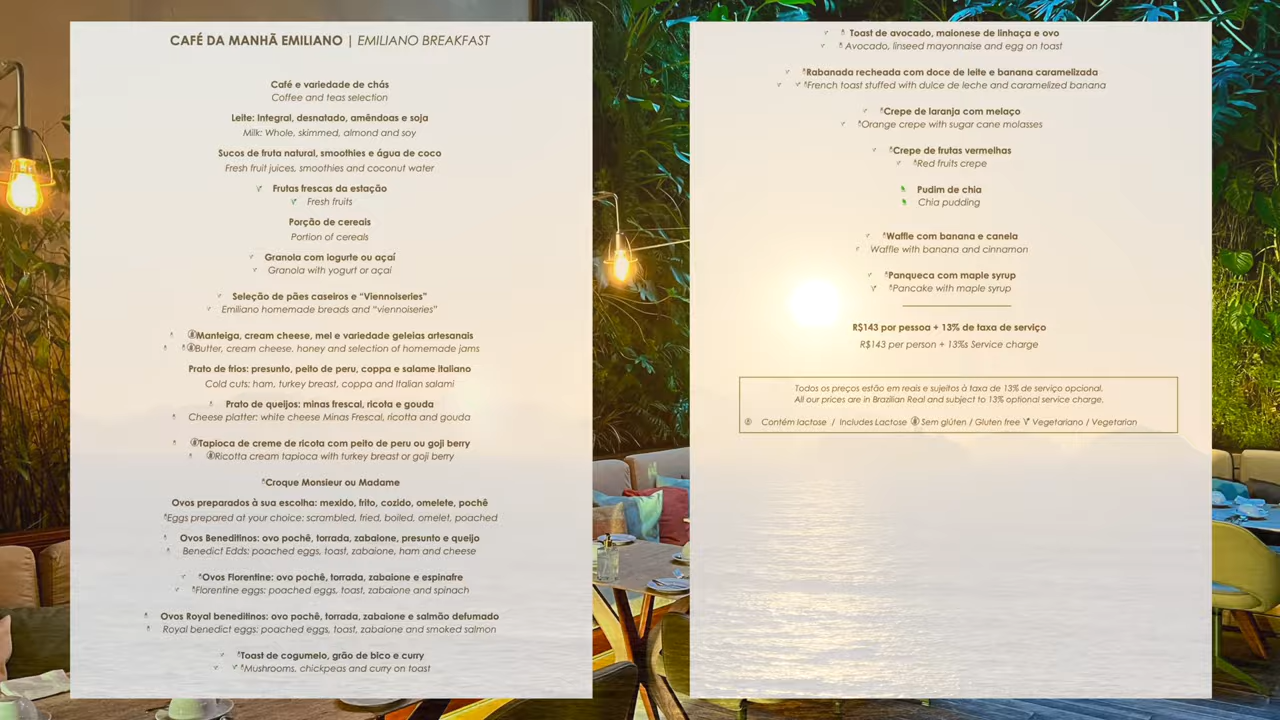 CAFÉ DA MANHÃ EMILIANO | EMILIANO BREAKFAST
Café e variedade de chás
Coffee and teas selection
Leite: Integral, desnatado, amêndoas e soja
Milk: Whole, skimmed, almond and soy
Sucos de fruta natural, smoothies e água de coco
Fresh fruit juices, smoothies and coconut water
Frutas frescas da estação
Fresh fruits
Porção de cereais
Portion of cereals
Granola com iogurte ou açaí
Granola with yogurt or açaí
Seleção de pães caseiros e “Viennoiseries”
Emiliano homemade breads and “viennoiseries”
Manteiga, cream cheese, mel e variedade geleias artesanais
Butter, cream cheese, honey and selection of homemade jams
Prato de frios: presunto, peito de peru, coppa e salame italiano
Cold cuts: ham, turkey breast, coppa and Italian salami
Prato de queijos: minas frescal, ricota e gouda
Cheese platter: white cheese Minas Frescal, ricotta and gouda
Tapioca de creme de ricota com peito de peru ou goji berry
Ricotta cream tapioca with turkey breast or goji berry
Croque Monsieur ou Madame
Ovos preparados à sua escolha: mexido, frito, cozido, omelete, pochê
Eggs prepared at your choice: scrambled, fried, boiled, omelet, poached
Ovos Beneditinos: ovo pochê, torrada, zabaione, presunto e queijo
Benedict Edds: poached eggs, toast, zabaione, ham and cheese
Ovos Florentine: ovo pochê, torrada, zabaione e espinafre
Florentine eggs: poached eggs, toast, zabaione and spinach
Ovos Royal beneditinos: ovo pochê, torrada, zabaione e salmão defumado
Royal benedict eggs: poached eggs, toast, zabaione and smoked salmon
Toast de cogumelo, grão de bico e curry
Mushrooms, chickpeas and curry on toast
Toast de avocado, maionese de linhaça e ovo
Avocado, linseed mayonnaise and egg on toast
Rabanada recheada com doce de leite e banana caramelizada
French toast stuffed with dulce de leche and caramelized banana
Crepe de laranja com melaço
Orange crepe with sugar cane molasses
Crepe de frutas vermelhas
Red fruits crepe
Pudim de chia
Chia pudding
Waffle com banana e canela
Waffle with banana and cinnamon
Panqueca com maple syrup
Pancake with maple syrup
R$143 por pessoa + 13% de taxa de serviço
R$143 per person + 13%s Service charge
Todos os preços estão em reais e sujeitos à taxa de 13% de serviço opcional.
All our prices are in Brazilian Real and subject to 13% optional service charge.
Contém lactose / Includes Lactose Sem glúten / Gluten free Vegetariano / Vegetarian